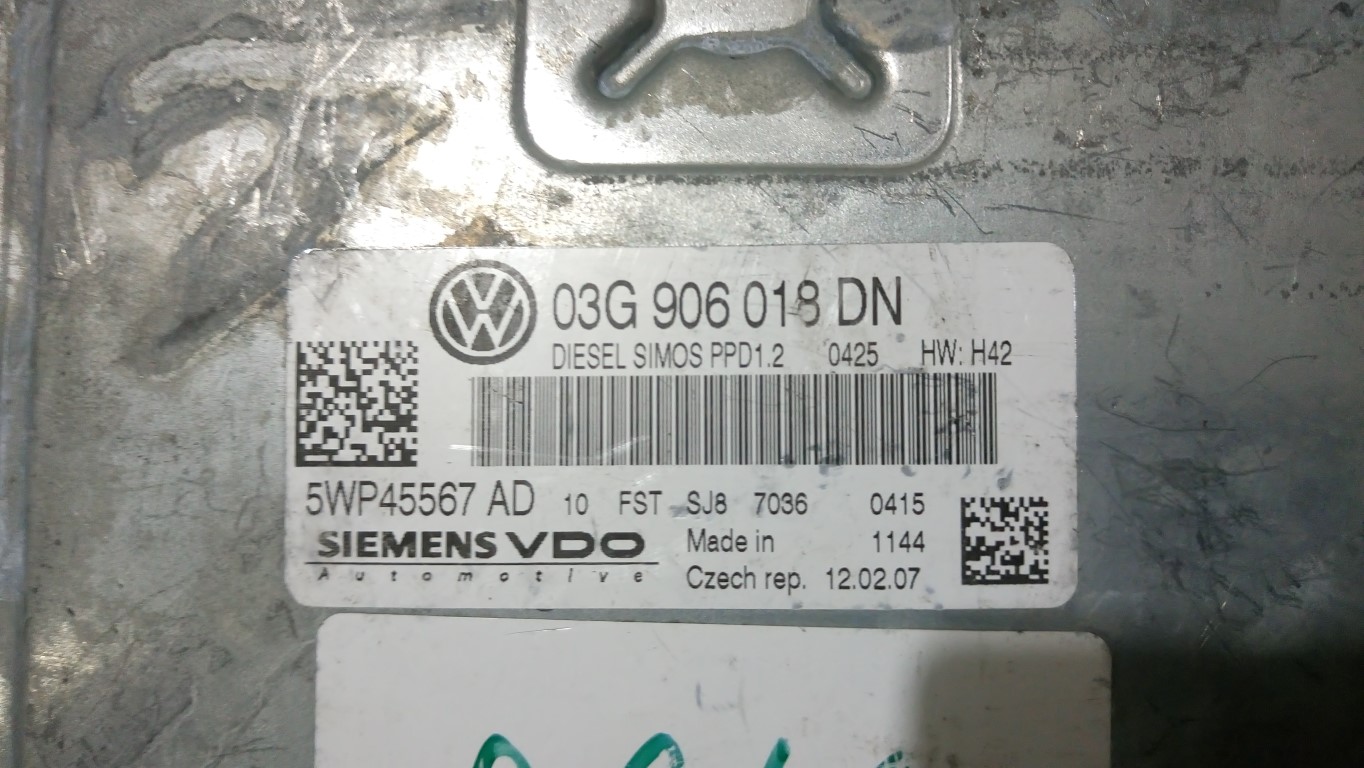 03G 906 018 DN
DIESEL SIMOS PPD1.2 0425 HW: H42
5WP45567 AD 10 FST SJ8 7036 0415
SIEMENS VDO Made in 1144
Automotive Czech rep. 12.02.07